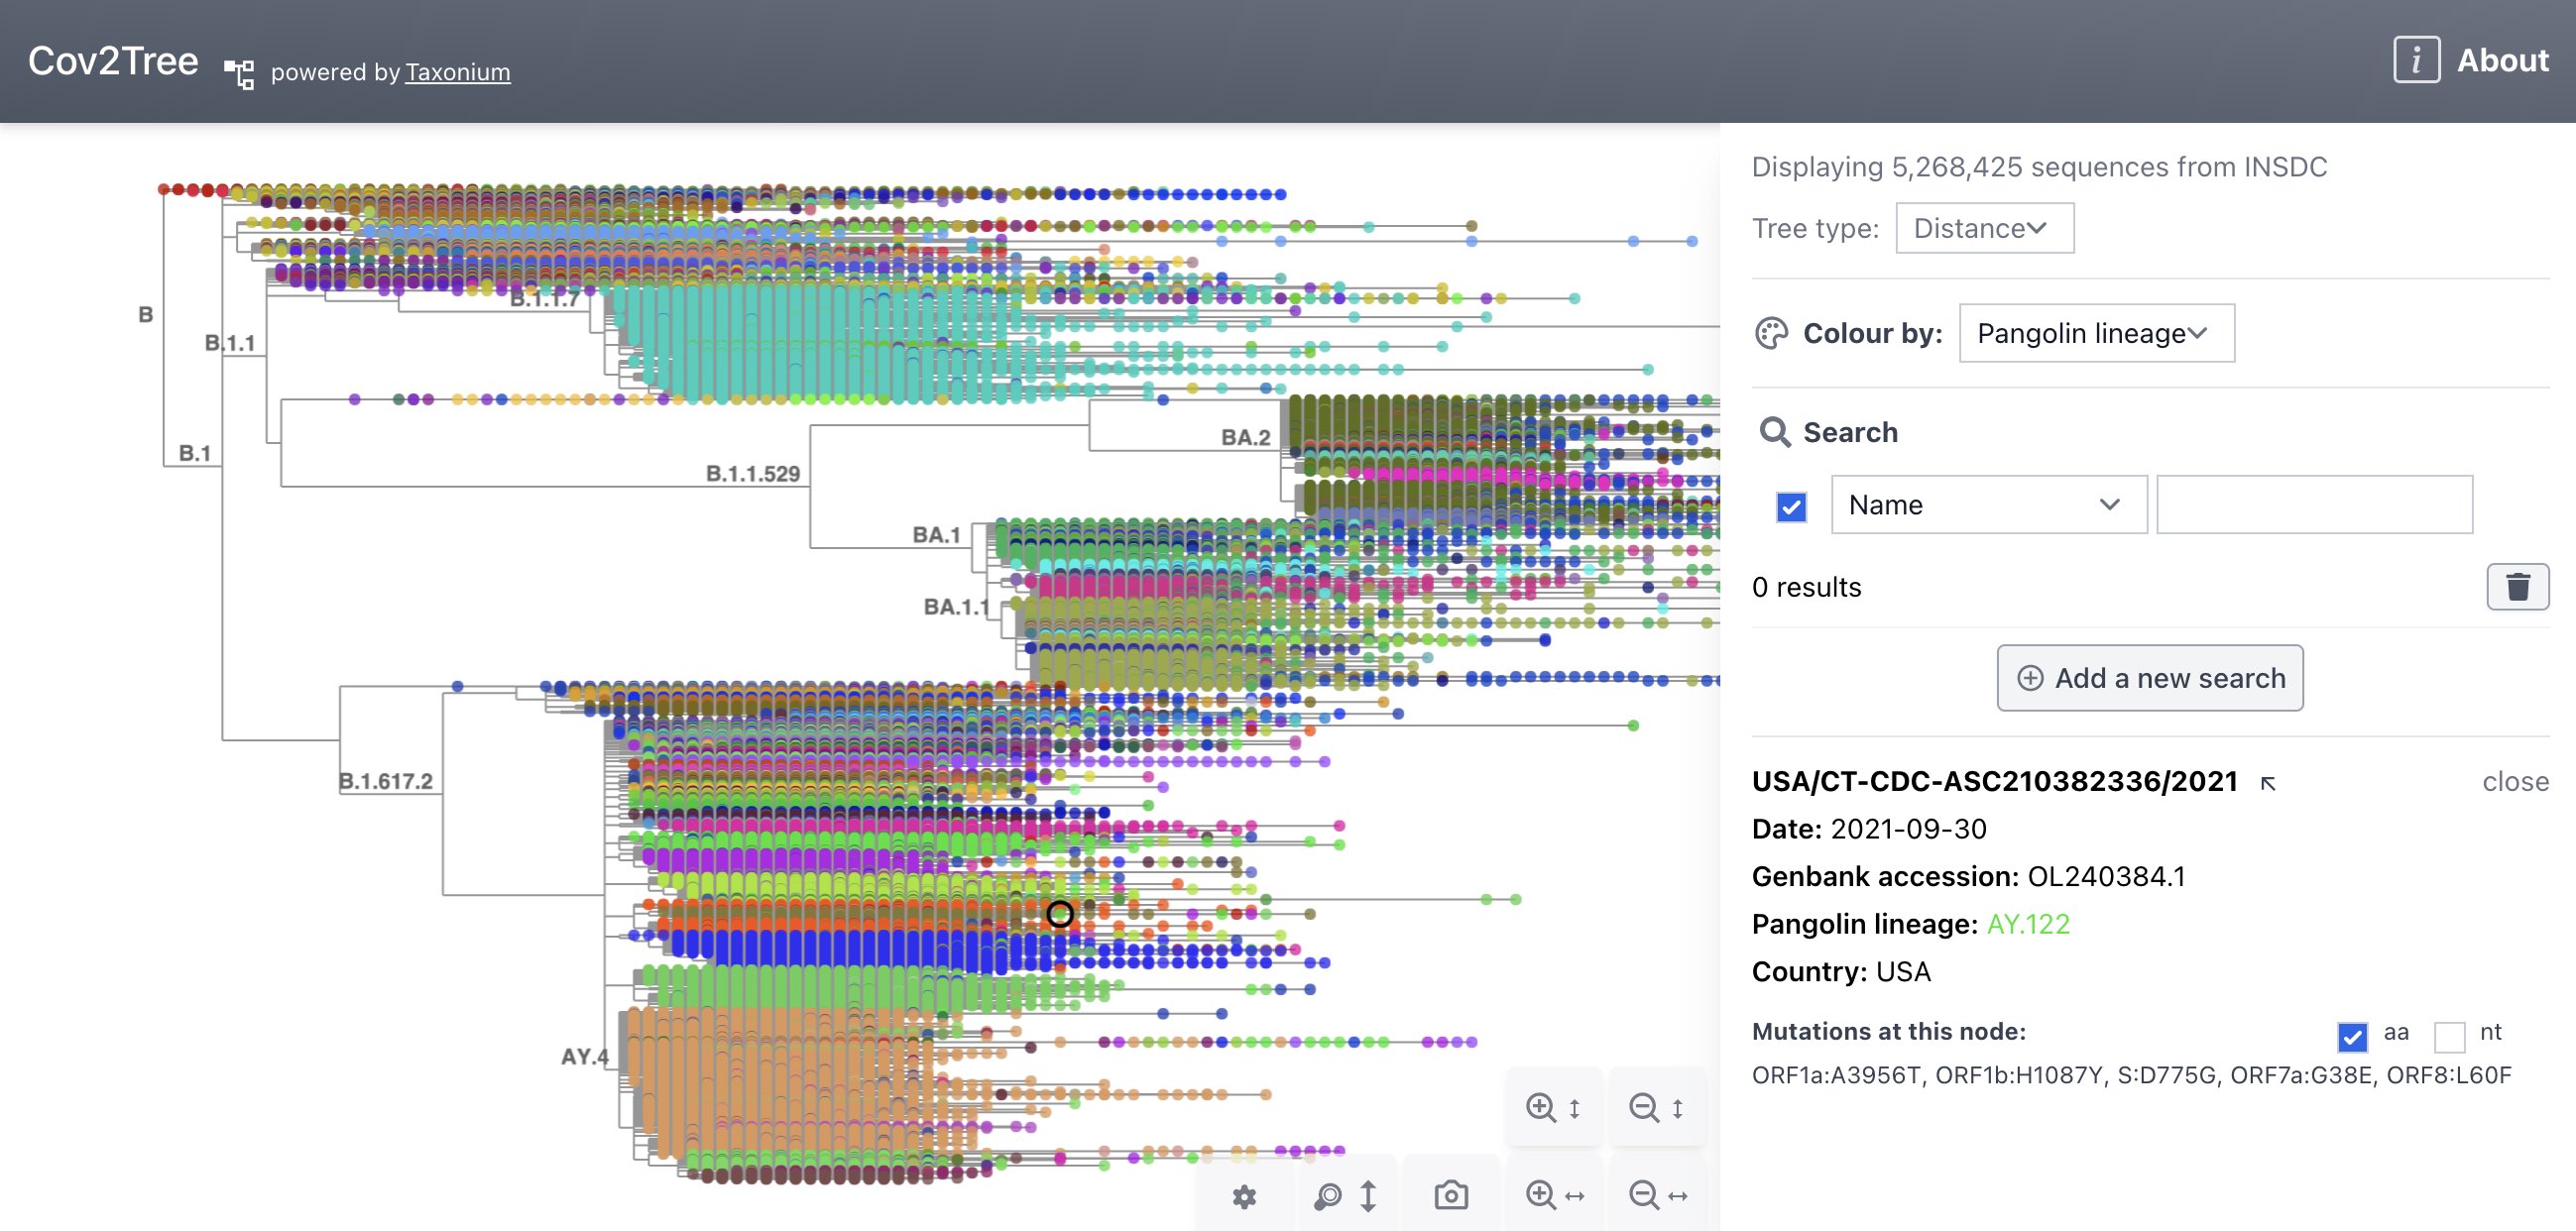 Cov2Tree powered by Taxonium
i About
Displaying 5,268,425 sequences from INSDC
Tree type: Distance
Colour by: Pangolin lineage
Search
Name
0 results
Add a new search
USA/CT-CDC-ASC210382336/2021 close
Date: 2021-09-30
Genbank accession: OL240384.1
Pangolin lineage: AY.122
Country: USA
Mutations at this node: aa nt
ORF1a:A3956T, ORF1b:H1087Y, S:D775G, ORF7a:G38E, ORF8:L60F
B.1.1.7
B
B.1.1
BA.2
B.1
B.1.1.529
BA.1
BA.1.1
B.1.617.2
AY.4